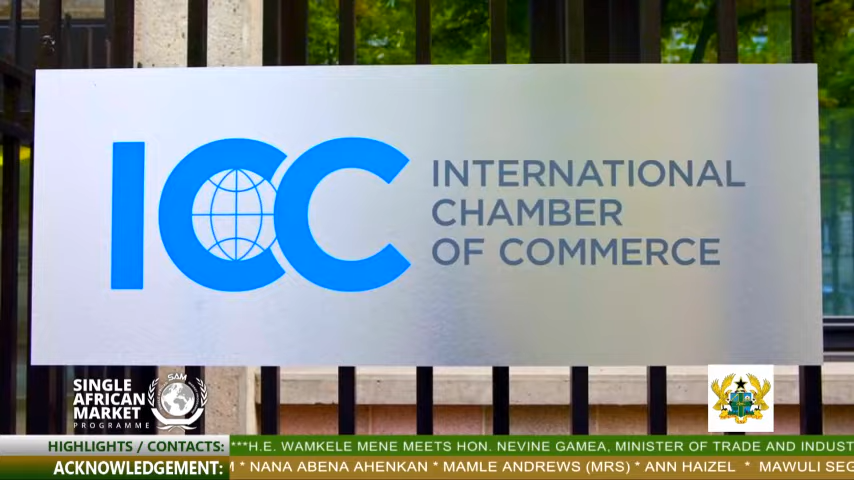 ICC
INTERNATIONAL
CHAMBER
OF COMMERCE
SINGLE
AFRICAN
MARKET
PROGRAMME
SAM
HIGHLIGHTS / CONTACTS: ***H.E. WAMKELE MENE MEETS HON. NEVINE GAMEA, MINISTER OF TRADE AND INDUST
ACKNOWLEDGEMENT: M * NANA ABENA AHENKAN * MAMLE ANDREWS (MRS) * ANN HAIZEL * MAWULI SEG